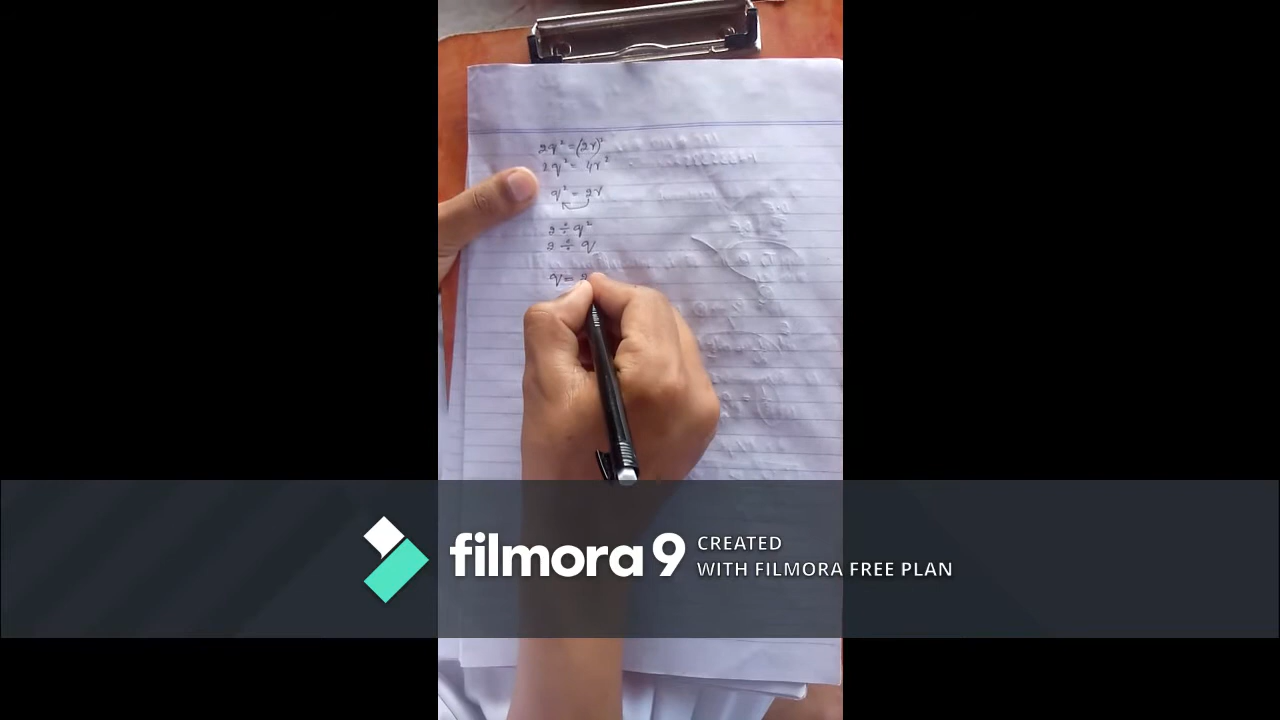 2q² = (2r)²
2q² = 4r²
q² = 2r
2 ÷ q²
2 ÷ q
q = 2
filmora 9 CREATED
WITH FILMORA FREE PLAN